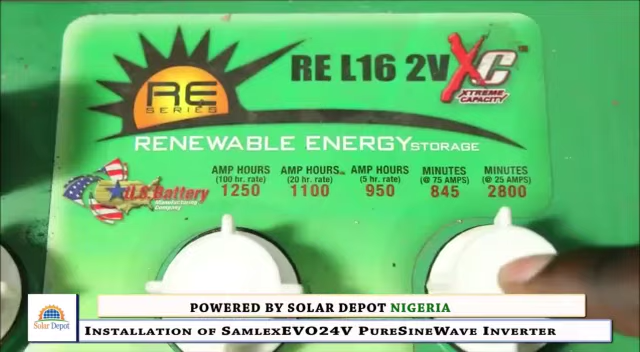 RE L16 2V XC
XTREME
CAPACITY
RE
SERIES
RENEWABLE ENERGY STORAGE
U.S. Battery
Manufacturing
Company
AMP HOURS
(100 hr. rate)
1250
AMP HOURS
(20 hr. rate)
1100
AMP HOURS
(5 hr. rate)
950
MINUTES
(@ 75 AMPS)
845
MINUTES
(@ 25 AMPS)
2800
POWERED BY SOLAR DEPOT NIGERIA
Solar Depot
INSTALLATION OF SAMLEXEVO24V PURESINEWAVE INVERTER